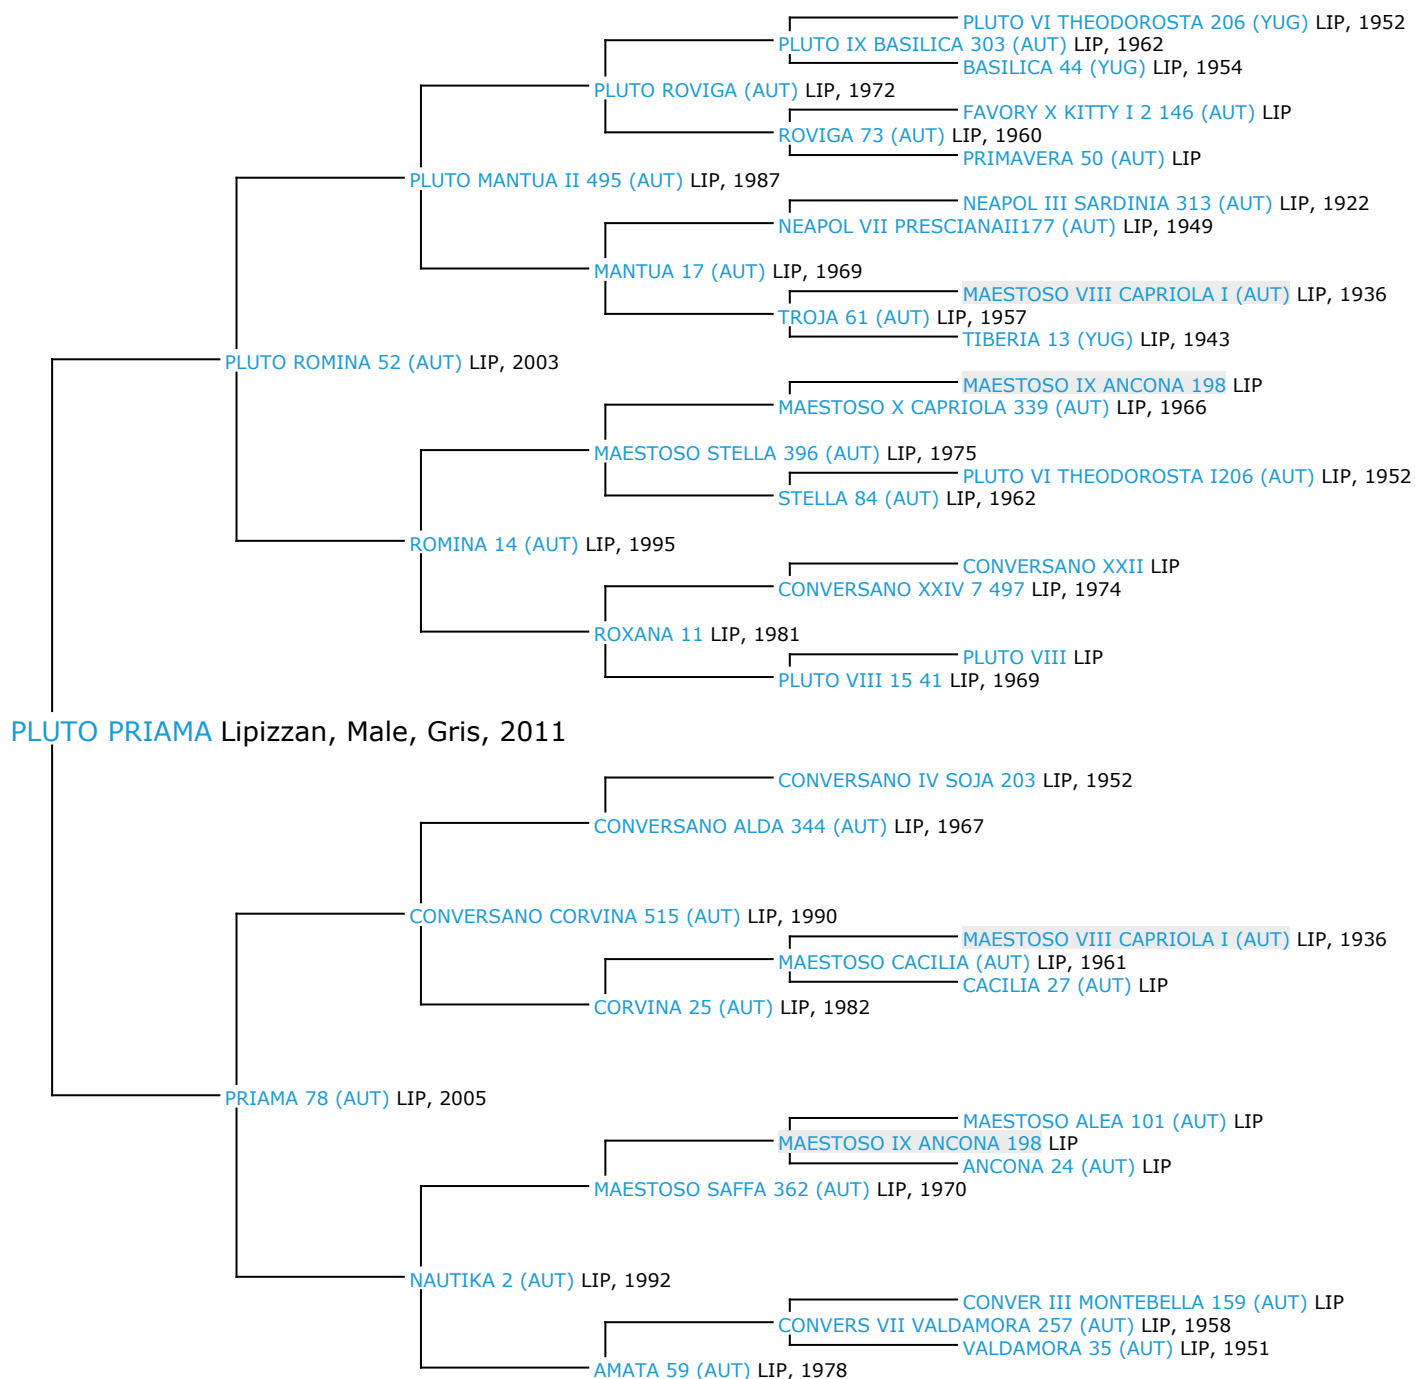 PLUTO VI THEODOROSTA 206 (YUG) LIP, 1952
PLUTO IX BASILICA 303 (AUT) LIP, 1962
BASILICA 44 (YUG) LIP, 1954
PLUTO ROVIGA (AUT) LIP, 1972
FAVORY X KITTY I 2 146 (AUT) LIP
ROVIGA 73 (AUT) LIP, 1960
PRIMAVERA 50 (AUT) LIP
PLUTO MANTUA II 495 (AUT) LIP, 1987
NEAPOL III SARDINIA 313 (AUT) LIP, 1922
NEAPOL VII PRESCIANAII177 (AUT) LIP, 1949
MANTUA 17 (AUT) LIP, 1969
MAESTOSO VIII CAPRIOLA I (AUT) LIP, 1936
TROJA 61 (AUT) LIP, 1957
TIBERIA 13 (YUG) LIP, 1943
PLUTO ROMINA 52 (AUT) LIP, 2003
MAESTOSO IX ANCONA 198 LIP
MAESTOSO X CAPRIOLA 339 (AUT) LIP, 1966
MAESTOSO STELLA 396 (AUT) LIP, 1975
PLUTO VI THEODOROSTA I206 (AUT) LIP, 1952
STELLA 84 (AUT) LIP, 1962
ROMINA 14 (AUT) LIP, 1995
CONVERSANO XXII LIP
CONVERSANO XXIV 7 497 LIP, 1974
ROXANA 11 LIP, 1981
PLUTO VIII LIP
PLUTO VIII 15 41 LIP, 1969
PLUTO PRIAMA Lipizzan, Male, Gris, 2011
CONVERSANO IV SOJA 203 LIP, 1952
CONVERSANO ALDA 344 (AUT) LIP, 1967
CONVERSANO CORVINA 515 (AUT) LIP, 1990
MAESTOSO VIII CAPRIOLA I (AUT) LIP, 1936
MAESTOSO CACILIA (AUT) LIP, 1961
CACILIA 27 (AUT) LIP
CORVINA 25 (AUT) LIP, 1982
PRIAMA 78 (AUT) LIP, 2005
MAESTOSO ALEA 101 (AUT) LIP
MAESTOSO IX ANCONA 198 LIP
ANCONA 24 (AUT) LIP
MAESTOSO SAFFA 362 (AUT) LIP, 1970
NAUTIKA 2 (AUT) LIP, 1992
CONVER III MONTEBELLA 159 (AUT) LIP
CONVERS VII VALDAMORA 257 (AUT) LIP, 1958
VALDAMORA 35 (AUT) LIP, 1951
AMATA 59 (AUT) LIP, 1978